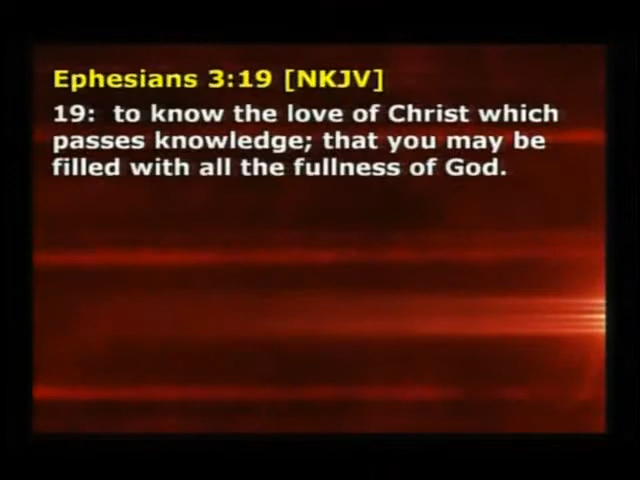 Ephesians 3:19 [NKJV]
19:  to know the love of Christ which
passes knowledge; that you may be
filled with all the fullness of God.